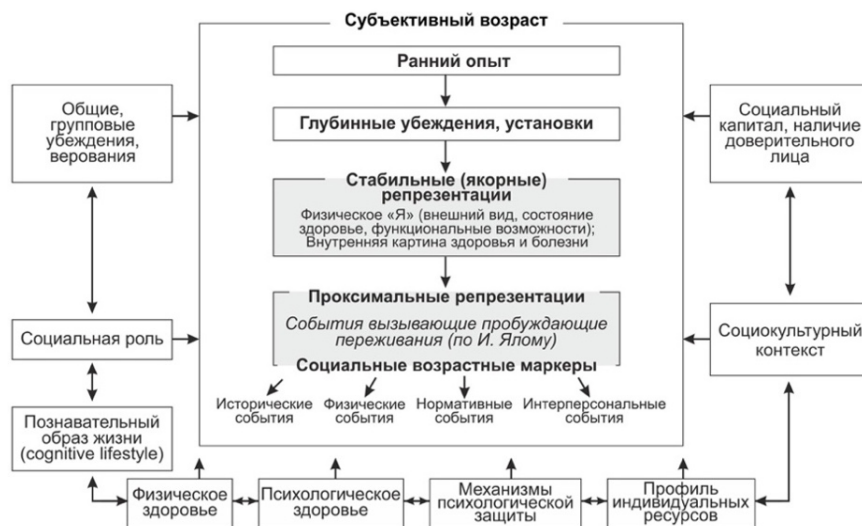 Субъективный возраст
Ранний опыт
Глубинные убеждения, установки
Стабильные (якорные)
репрезентации
Физическое «Я» (внешний вид, состояние
здоровье, функциональные возможности);
Внутренняя картина здоровья и болезни
Проксимальные репрезентации
События вызывающие пробуждающие
переживания (по И. Ялому)
Социальные возрастные маркеры
Исторические
события
Физические
события
Нормативные
события
Интерперсональные
события
Общие,
групповые
убеждения,
верования
Социальная роль
Познавательный
образ жизни
(cognitive lifestyle)
Социальный
капитал, наличие
доверительного
лица
Социокультурный
контекст
Физическое
здоровье
Психологическое
здоровье
Механизмы
психологической
защиты
Профиль
индивидуальных
ресурсов